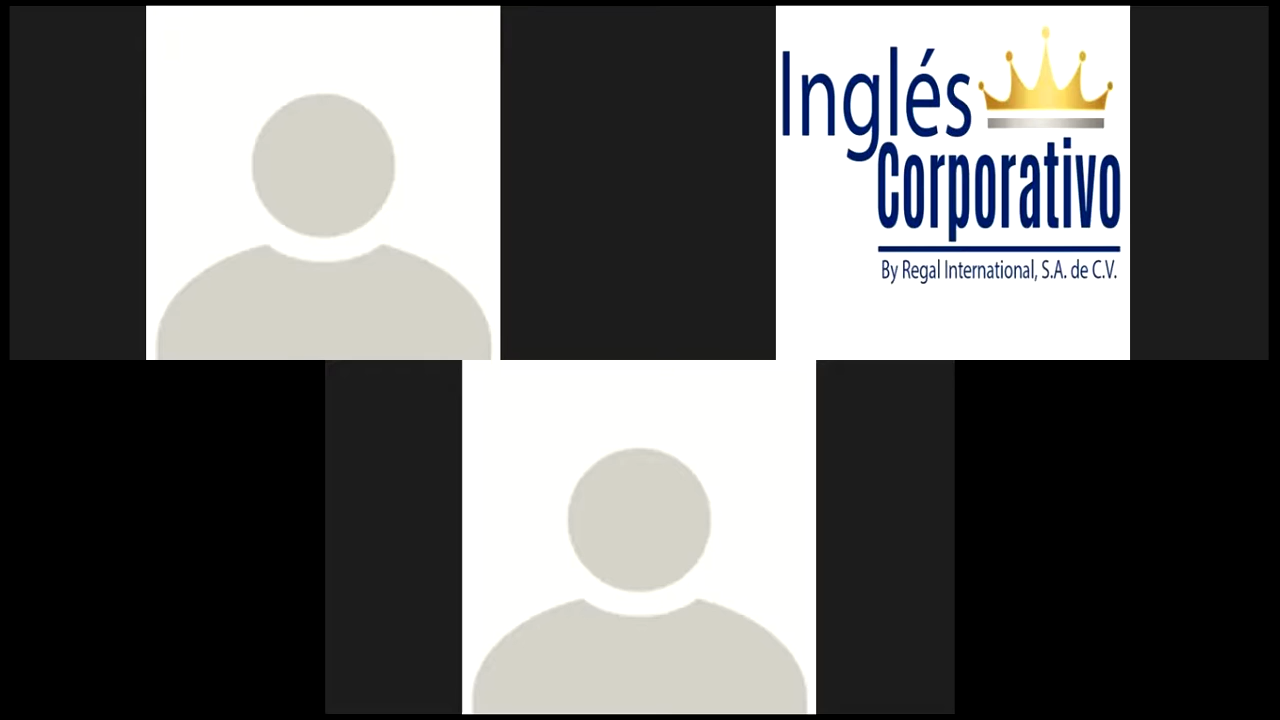 Inglés
Corporativo
By Regal International, S.A. de C.V.